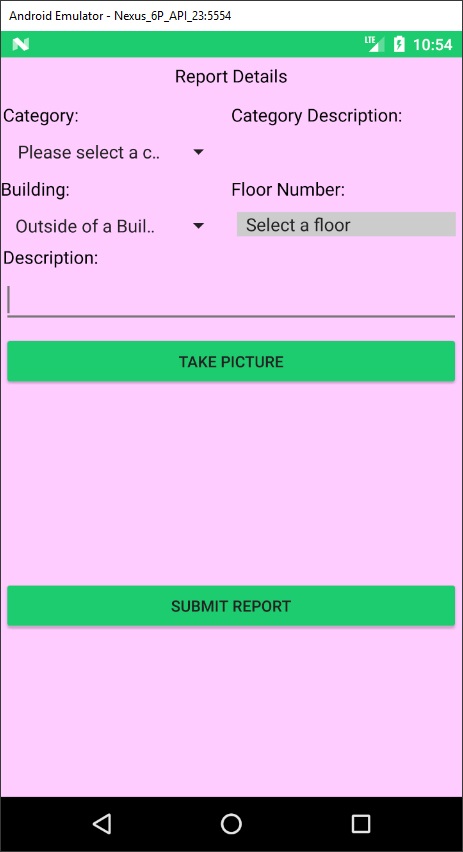 Android Emulator - Nexus_6P_API_23:5554
LTE 10:54
Report Details
Category: Category Description:
Please select a c..
Building: Floor Number:
Outside of a Buil.. Select a floor
Description:
TAKE PICTURE
SUBMIT REPORT